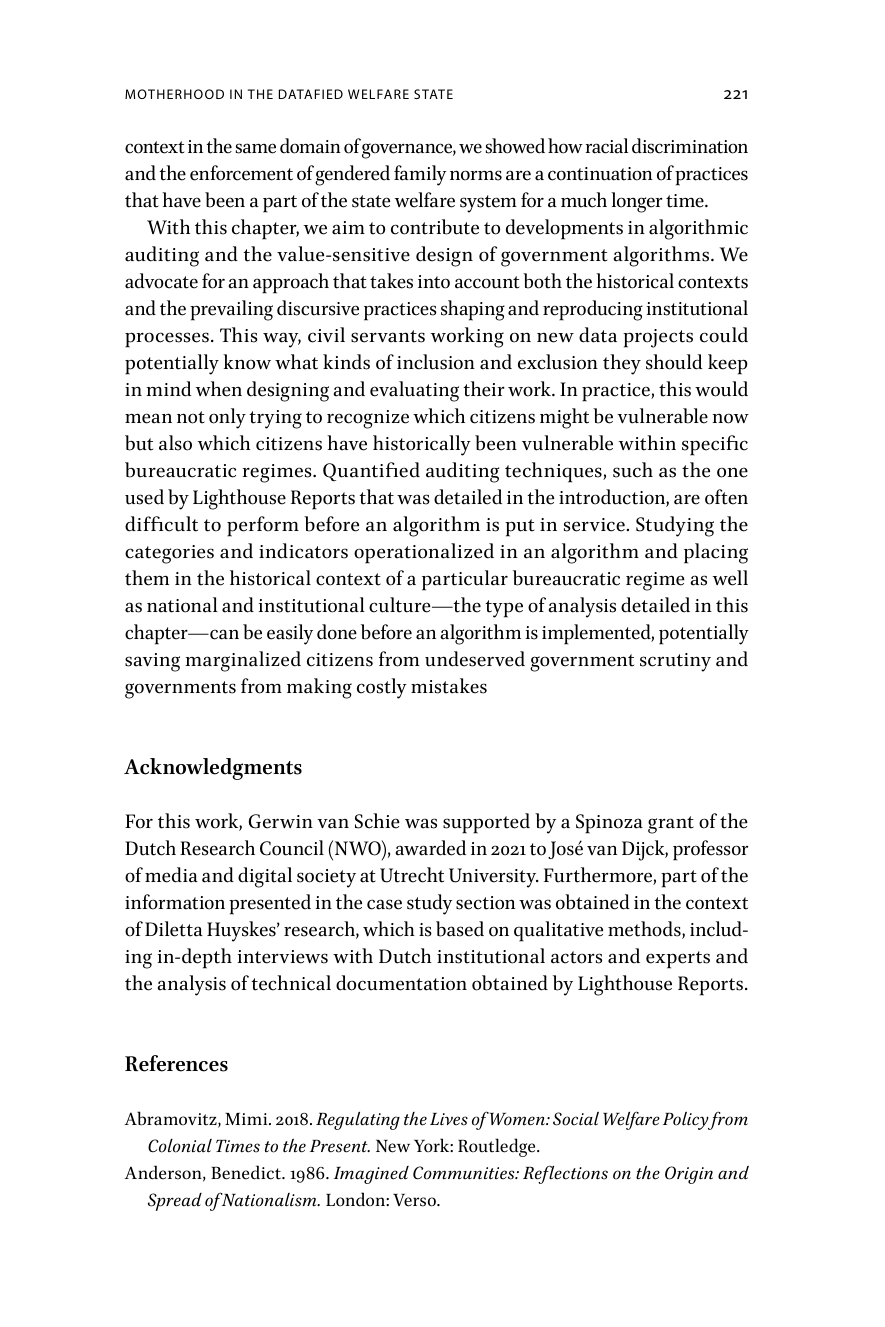 MOTHERHOOD IN THE DATAFIED WELFARE STATE 221
context in the same domain of governance, we showed how racial discrimination
and the enforcement of gendered family norms are a continuation of practices
that have been a part of the state welfare system for a much longer time.
With this chapter, we aim to contribute to developments in algorithmic
auditing and the value-sensitive design of government algorithms. We
advocate for an approach that takes into account both the historical contexts
and the prevailing discursive practices shaping and reproducing institutional
processes. This way, civil servants working on new data projects could
potentially know what kinds of inclusion and exclusion they should keep
in mind when designing and evaluating their work. In practice, this would
mean not only trying to recognize which citizens might be vulnerable now
but also which citizens have historically been vulnerable within specific
bureaucratic regimes. Quantified auditing techniques, such as the one
used by Lighthouse Reports that was detailed in the introduction, are often
difficult to perform before an algorithm is put in service. Studying the
categories and indicators operationalized in an algorithm and placing
them in the historical context of a particular bureaucratic regime as well
as national and institutional culture—the type of analysis detailed in this
chapter—can be easily done before an algorithm is implemented, potentially
saving marginalized citizens from undeserved government scrutiny and
governments from making costly mistakes
Acknowledgments
For this work, Gerwin van Schie was supported by a Spinoza grant of the
Dutch Research Council (NWO), awarded in 2021 to José van Dijck, professor
of media and digital society at Utrecht University. Furthermore, part of the
information presented in the case study section was obtained in the context
of Diletta Huyskes’ research, which is based on qualitative methods, includ-
ing in-depth interviews with Dutch institutional actors and experts and
the analysis of technical documentation obtained by Lighthouse Reports.
References
Abramovitz, Mimi. 2018. Regulating the Lives of Women: Social Welfare Policy from
Colonial Times to the Present. New York: Routledge.
Anderson, Benedict. 1986. Imagined Communities: Reflections on the Origin and
Spread of Nationalism. London: Verso.